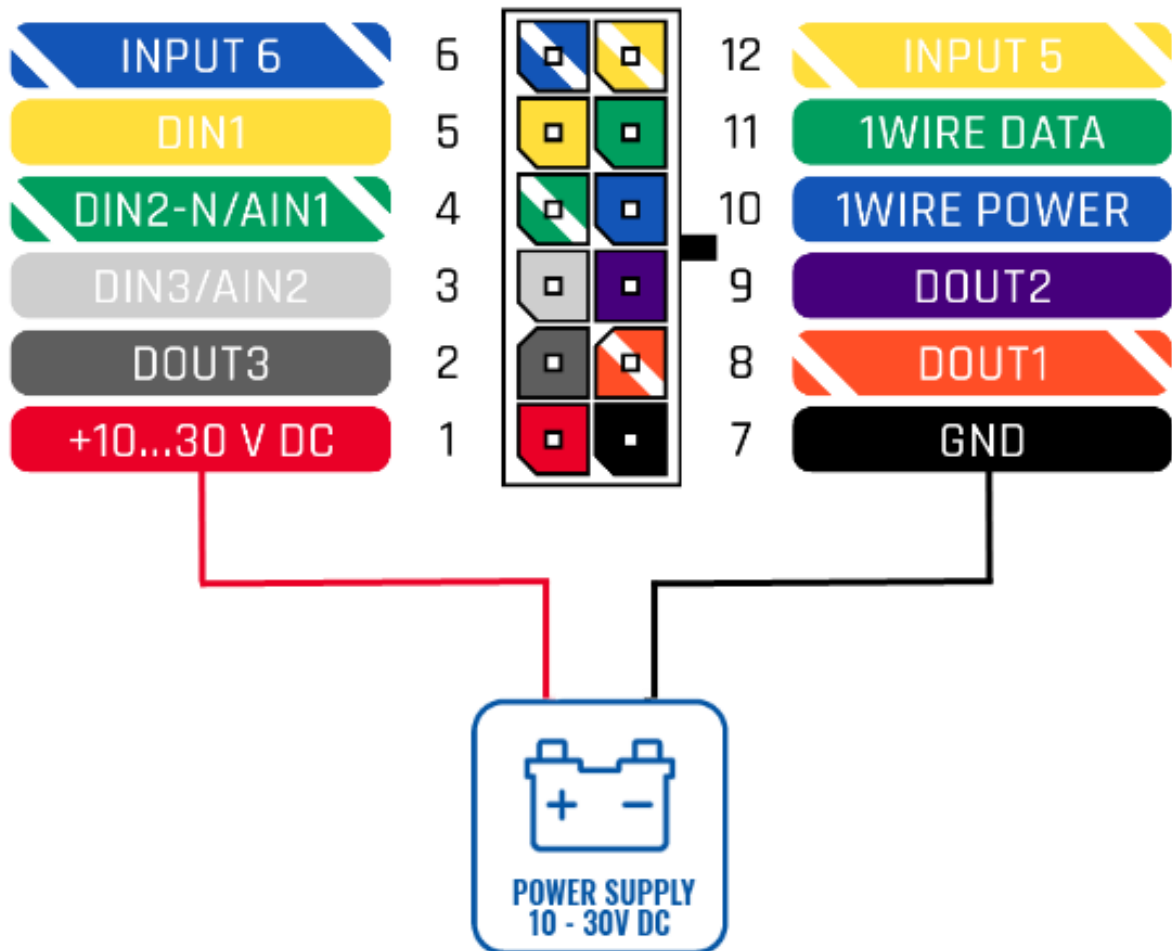 INPUT 6 6 12 INPUT 5
DIN1 5 11 1WIRE DATA
DIN2-N/AIN1 4 10 1WIRE POWER
DIN3/AIN2 3 9 DOUT2
DOUT3 2 8 DOUT1
+10...30 V DC 1 7 GND
+ −
POWER SUPPLY
10 - 30V DC